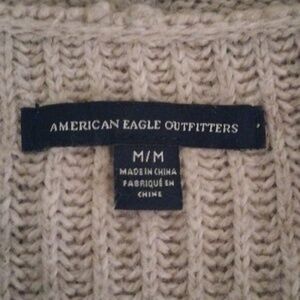 AMERICAN EAGLE OUTFITTERS
M/M
MADE IN CHINA
FABRIQUÉ EN
CHINE